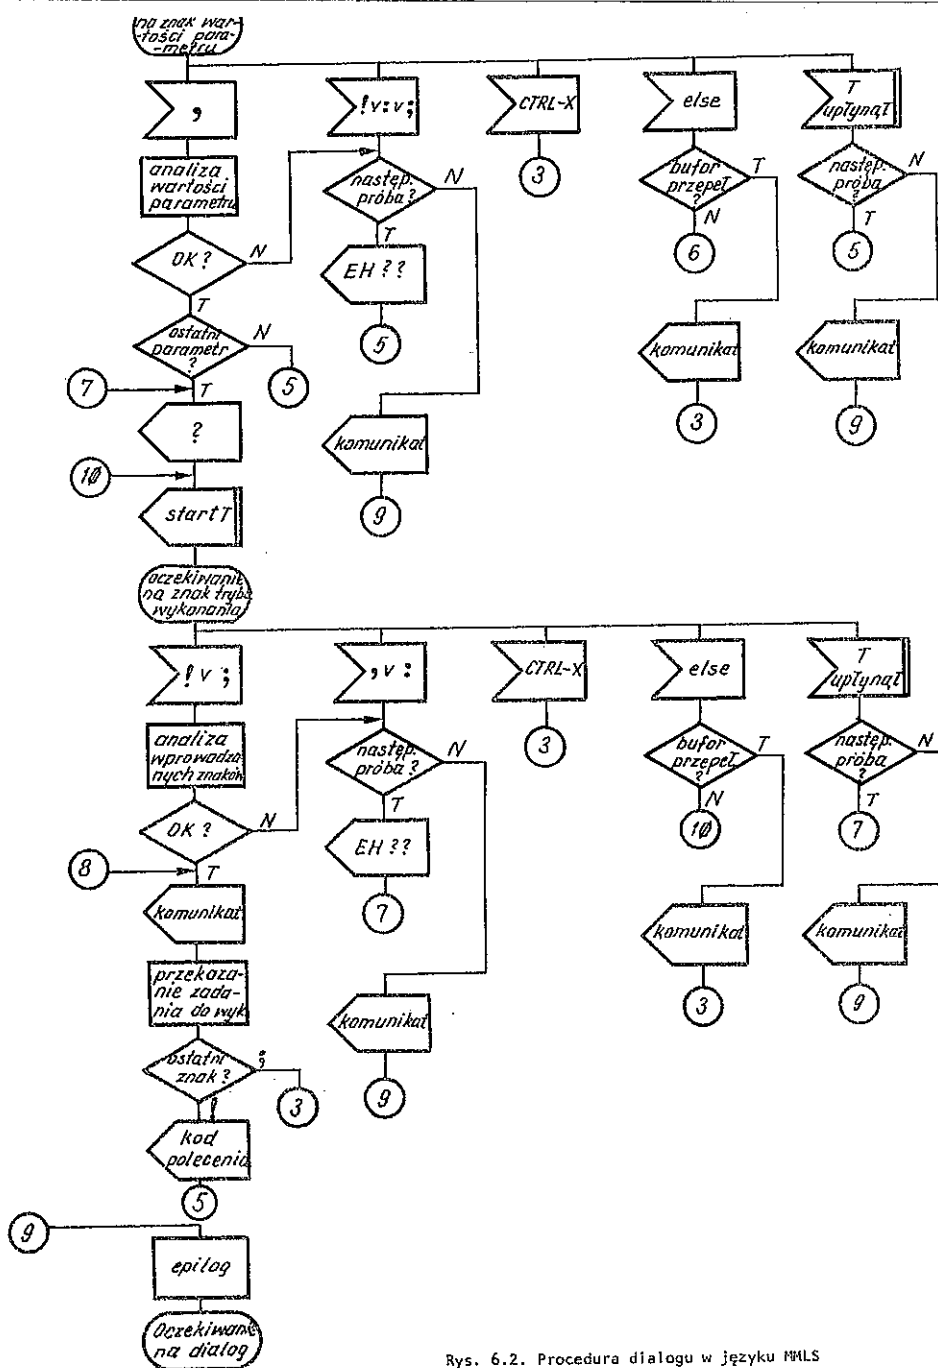 na znak war-
-tości para-
-metru
,
!v:v;
CTRL-X
else
T
upłynął
analiza
wartości
parametru
następ.
próba?
N
bufor
przepeł
?
T
N
następ.
próba
?
N
T
3
OK?
N
T
T
EH??
6
5
ostatni
parametr
?
N
T
5
5
komunikat
komunikat
7
?
komunikat
3
9
10
9
start T
oczekiwanie
na znak trybu
wykonania
!v;
,v:
CTRL-X
else
T
upłynął
analiza
wprowadza
nych znaków
następ.
próba?
N
T
3
bufor
przepeł
?
T
N
następ.
próba
?
N
T
OK?
N
T
EH??
10
7
8
komunikat
7
komunikat
komunikat
przekaza-
nie zada-
nia do wyk.
komunikat
3
9
ostatni
znak?
;
3
9
!
kod
polecenia
5
9
epilog
Oczekiwanie
na dialog
Rys. 6.2. Procedura dialogu w języku MMLS